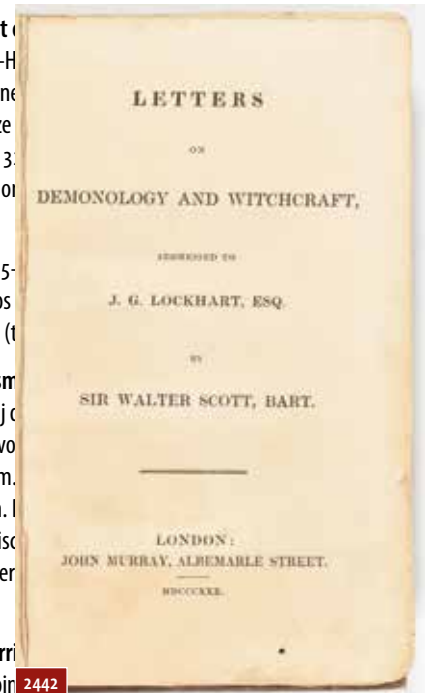 LETTERS
ON
DEMONOLOGY AND WITCHCRAFT,
ADDRESSED TO
J. G. LOCKHART, ESQ.
BY
SIR WALTER SCOTT, BART.
LONDON:
JOHN MURRAY, ALBEMARLE STREET.
MDCCCXXX.
2442